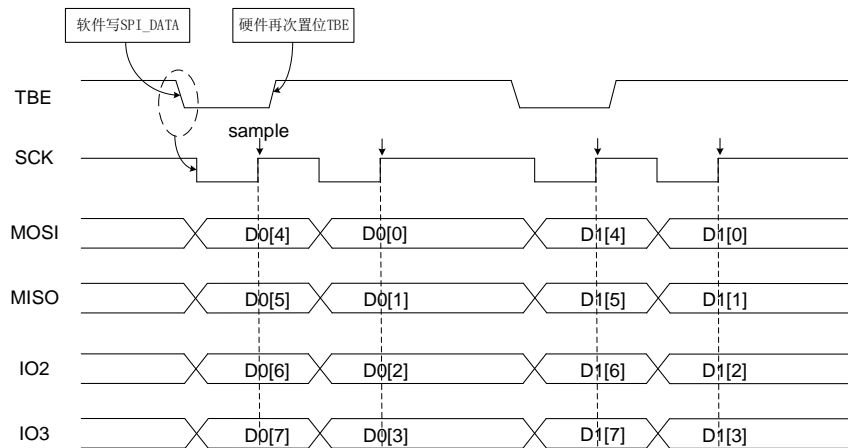 软件写SPI_DATA
硬件再次置位TBE
TBE
sample
SCK
MOSI D0[4] D0[0] D1[4] D1[0]
MISO D0[5] D0[1] D1[5] D1[1]
IO2 D0[6] D0[2] D1[6] D1[2]
IO3 D0[7] D0[3] D1[7] D1[3]